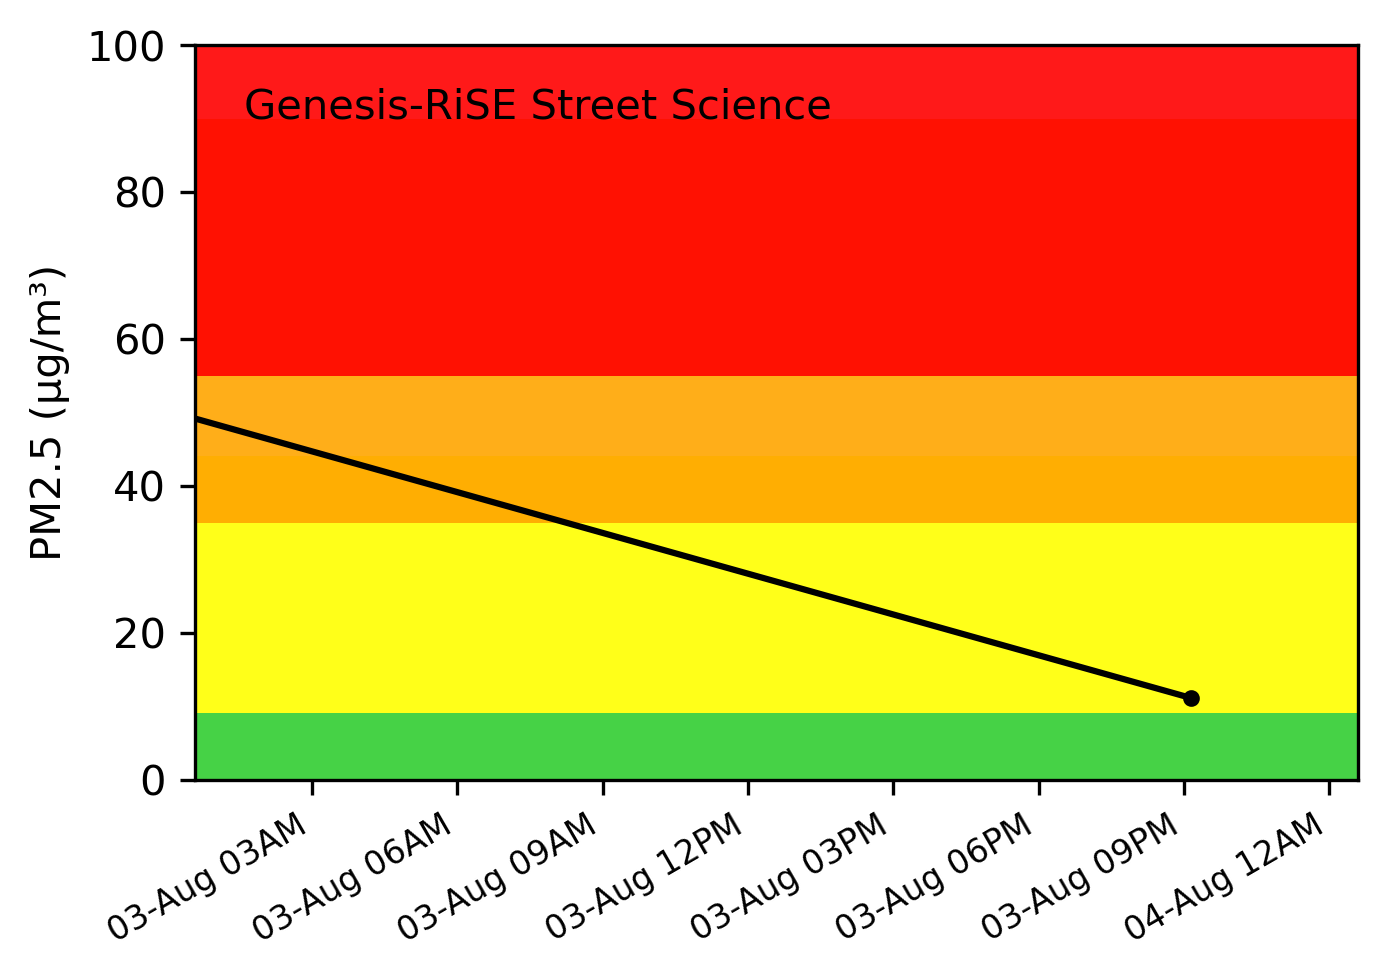 Genesis-RiSE Street Science
PM2.5 (µg/m³)
100
80
60
40
20
0
03-Aug 03AM
03-Aug 06AM
03-Aug 09AM
03-Aug 12PM
03-Aug 03PM
03-Aug 06PM
03-Aug 09PM
04-Aug 12AM